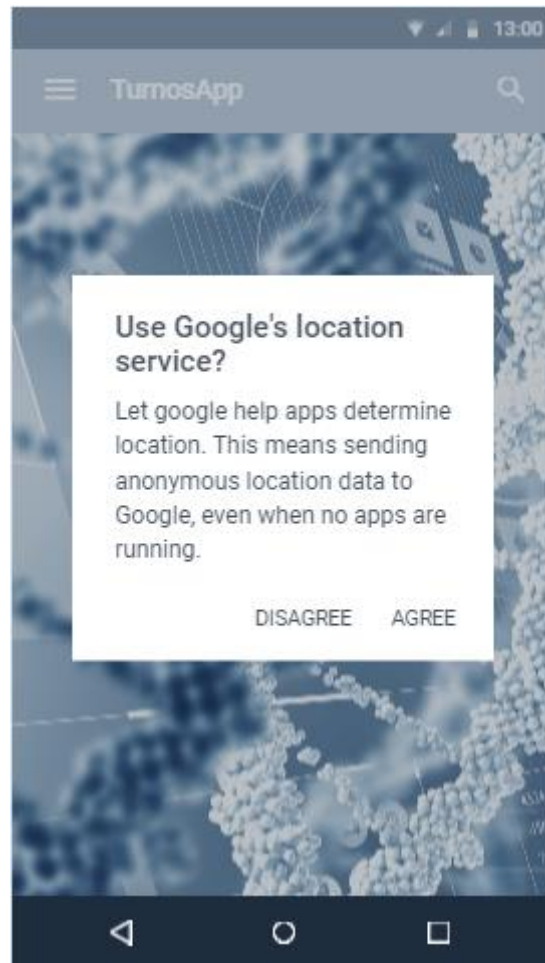 13:00
TurnosApp
Use Google's location
service?
Let google help apps determine
location. This means sending
anonymous location data to
Google, even when no apps are
running.
DISAGREE AGREE